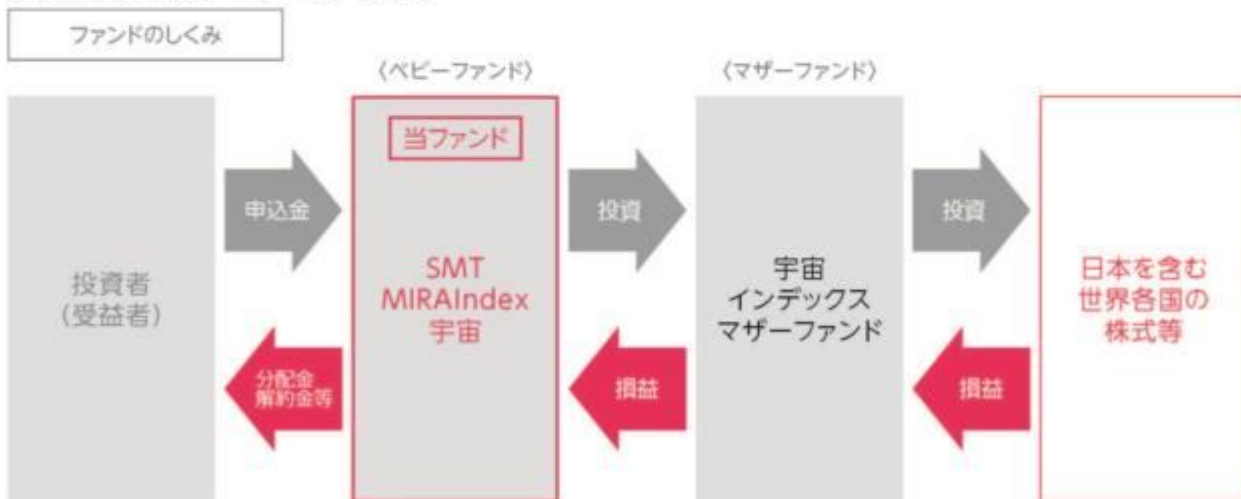 ファンドのしくみ
〈ベビーファンド〉
〈マザーファンド〉
当ファンド
申込金
投資
投資
投資者
(受益者)
SMT
MIRAIndex
宇宙
宇宙
インデックス
マザーファンド
日本を含む
世界各国の
株式等
分配金
解約金等
損益
損益